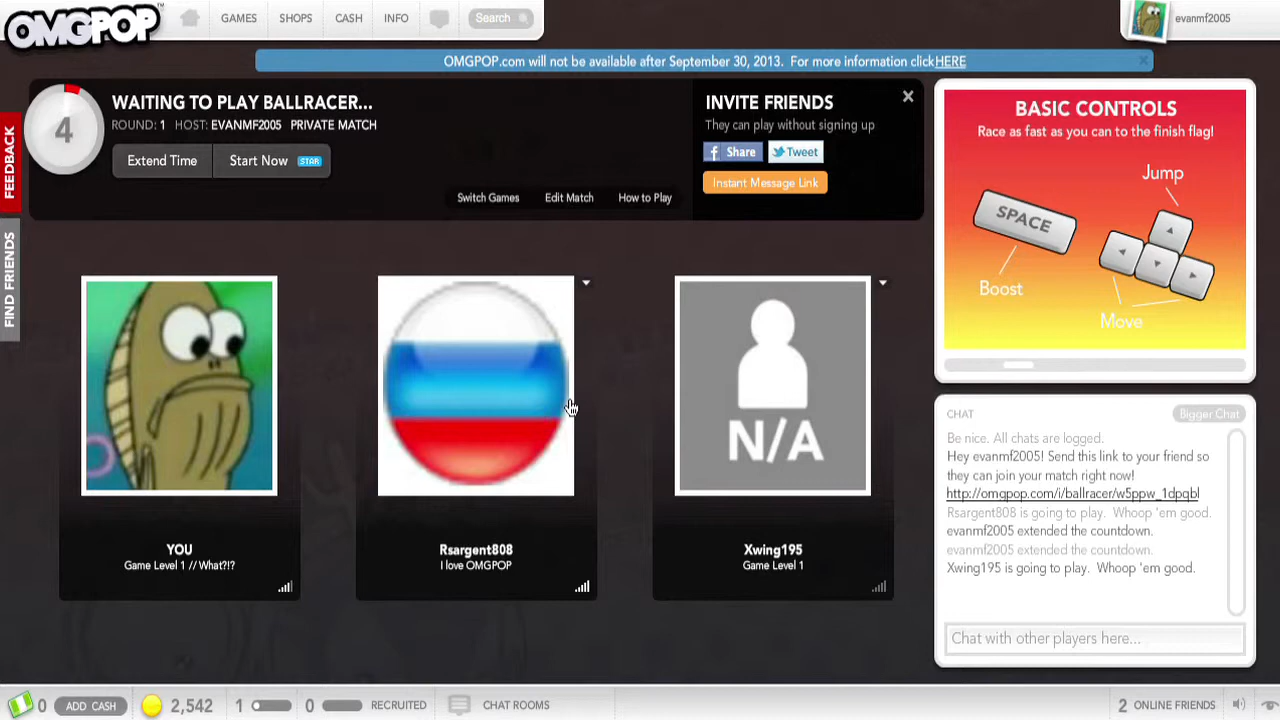 OMGPOP™
GAMES SHOPS CASH INFO Search
evanmf2005
OMGPOP.com will not be available after September 30, 2013. For more information clickHERE
FEEDBACK
FIND FRIENDS
4
WAITING TO PLAY BALLRACER...
ROUND: 1 HOST: EVANMF2005 PRIVATE MATCH
Extend Time Start Now STAR
Switch Games Edit Match How to Play
INVITE FRIENDS
They can play without signing up
f Share Tweet
Instant Message Link
BASIC CONTROLS
Race as fast as you can to the finish flag!
Jump
SPACE
Boost
Move
N/A
YOU
Game Level 1 // What?!?
Rsargent808
I love OMGPOP
Xwing195
Game Level 1
CHAT Bigger Chat
Be nice. All chats are logged.
Hey evanmf2005! Send this link to your friend so
they can join your match right now!
http://omgpop.com/i/ballracer/w5ppw_1dpqbl
Rsargent808 is going to play. Whoop 'em good.
evanmf2005 extended the countdown.
evanmf2005 extended the countdown.
Xwing195 is going to play. Whoop 'em good.
Chat with other players here...
0 ADD CASH 2,542 1 0 RECRUITED CHAT ROOMS 2 ONLINE FRIENDS